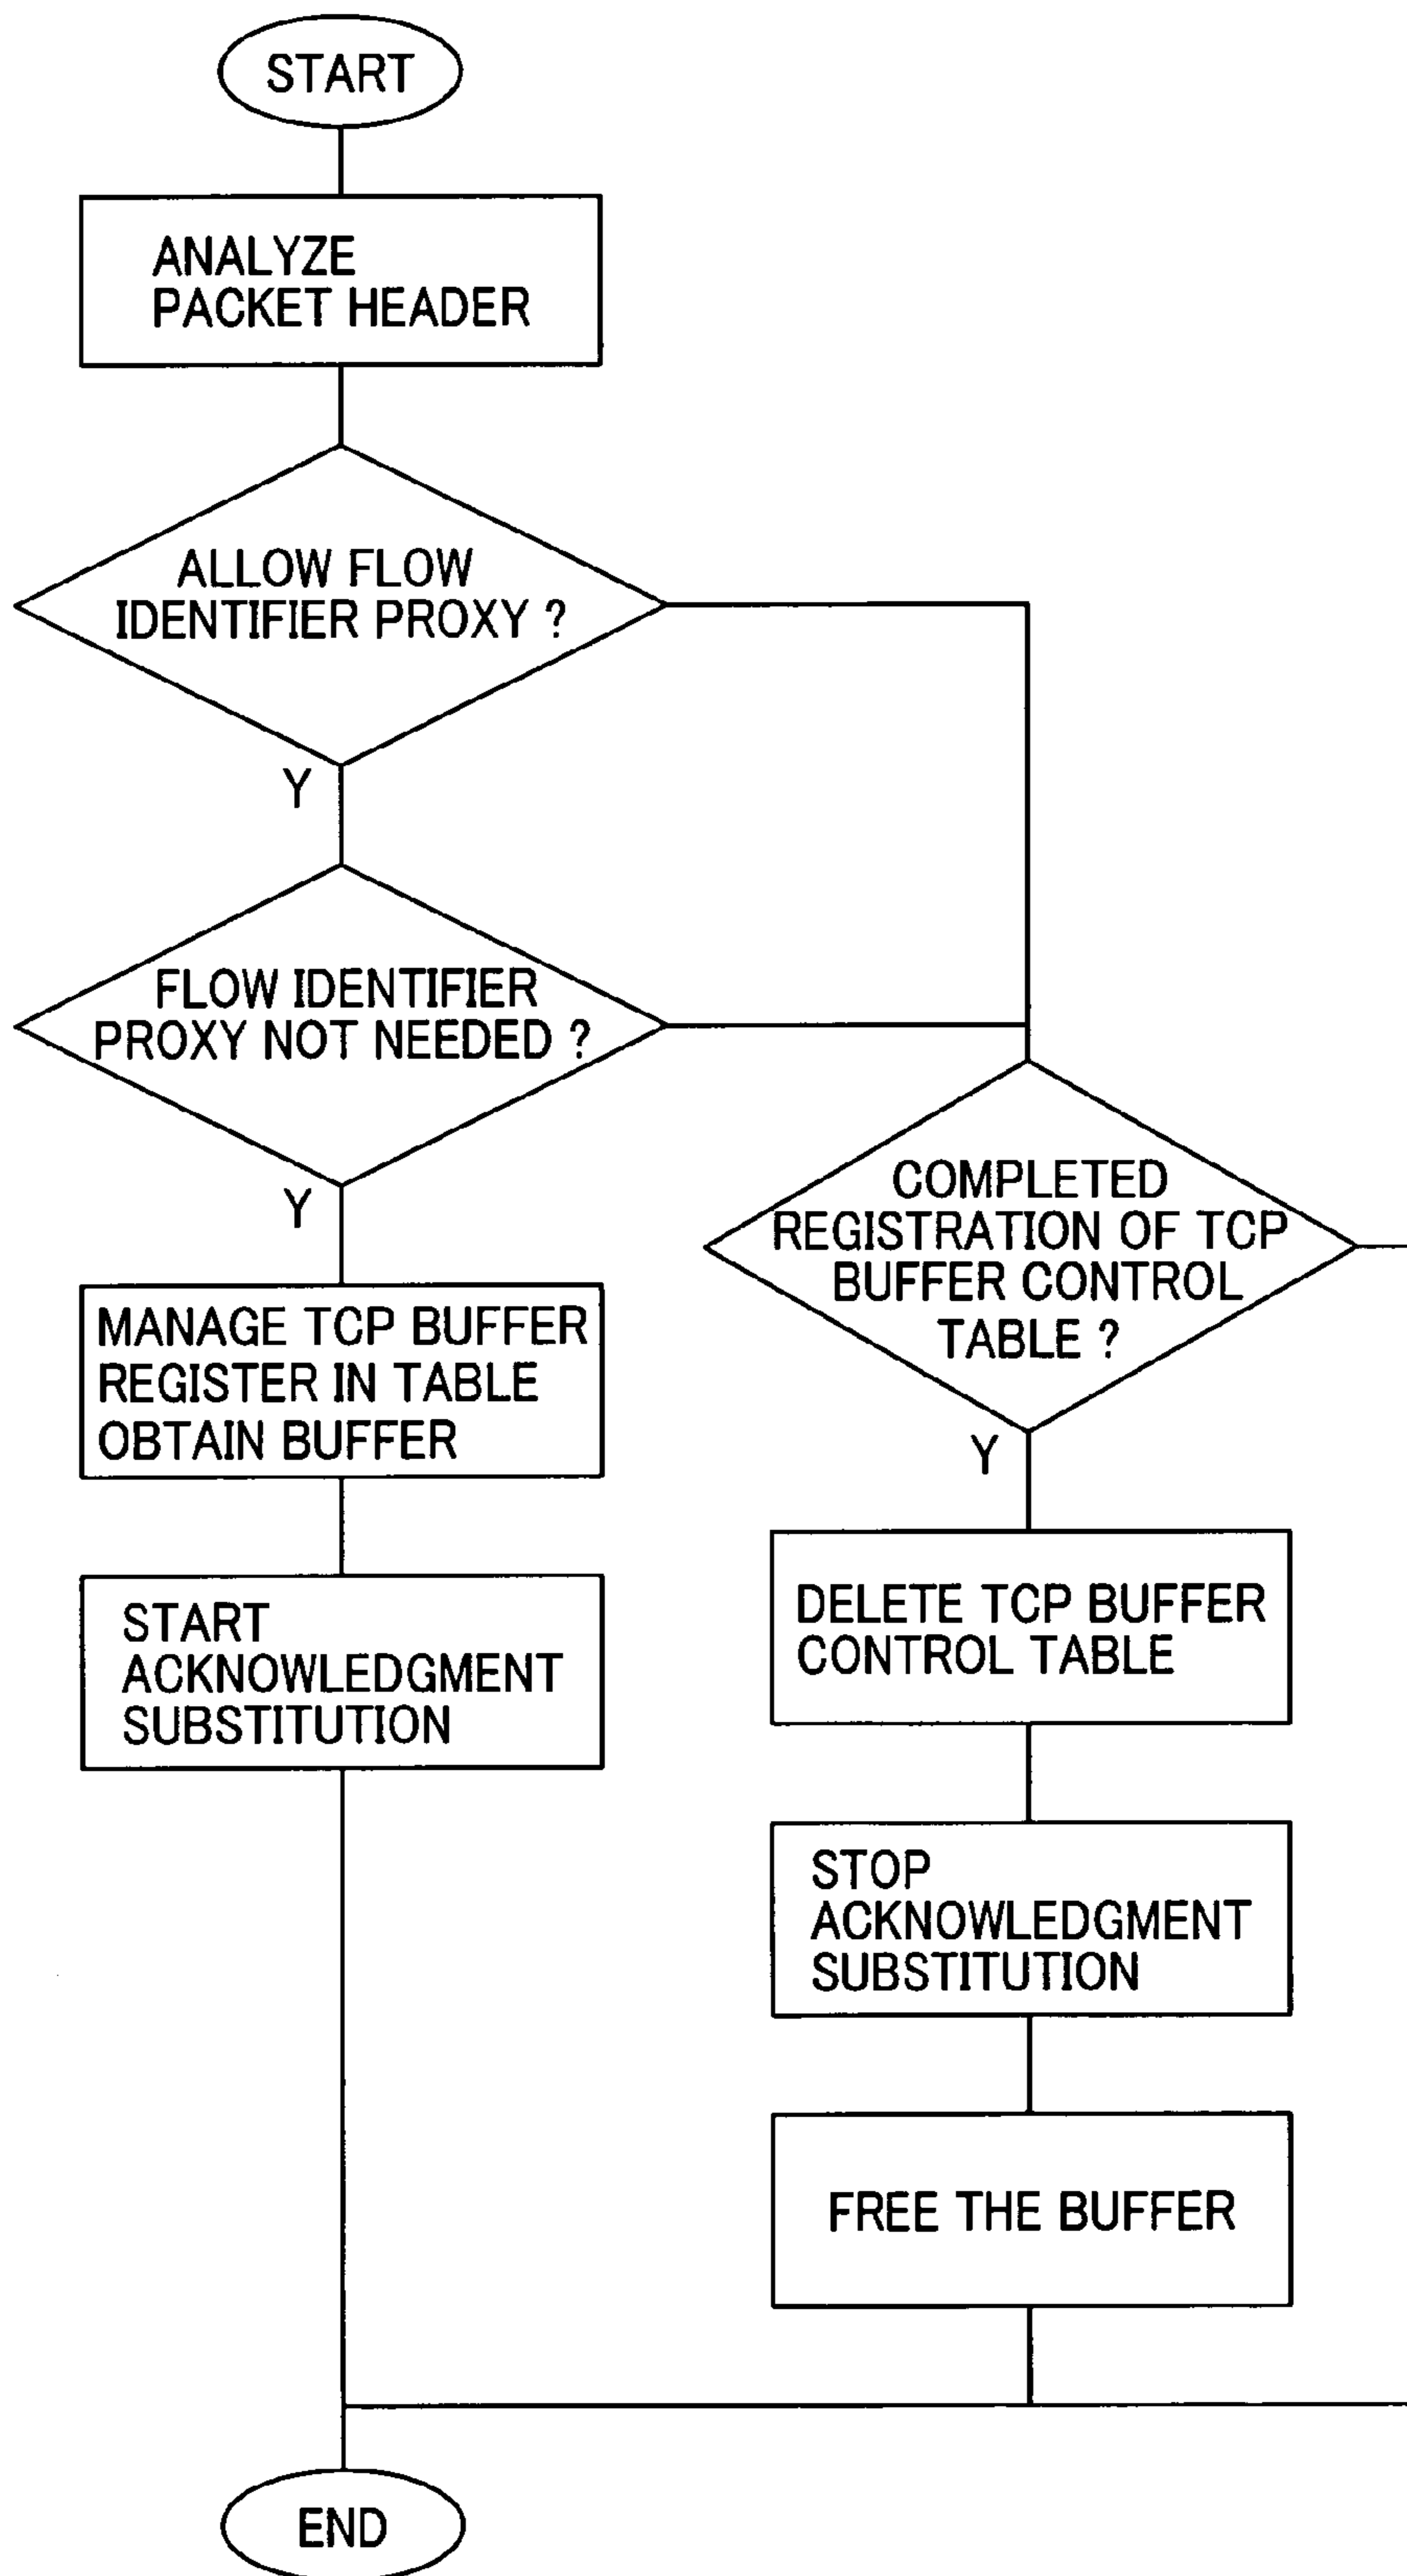 START
ANALYZE
PACKET HEADER
ALLOW FLOW
IDENTIFIER PROXY ?
Y
FLOW IDENTIFIER
PROXY NOT NEEDED ?
Y
MANAGE TCP BUFFER
REGISTER IN TABLE
OBTAIN BUFFER
START
ACKNOWLEDGMENT
SUBSTITUTION
COMPLETED
REGISTRATION OF TCP
BUFFER CONTROL
TABLE ?
Y
DELETE TCP BUFFER
CONTROL TABLE
STOP
ACKNOWLEDGMENT
SUBSTITUTION
FREE THE BUFFER
END